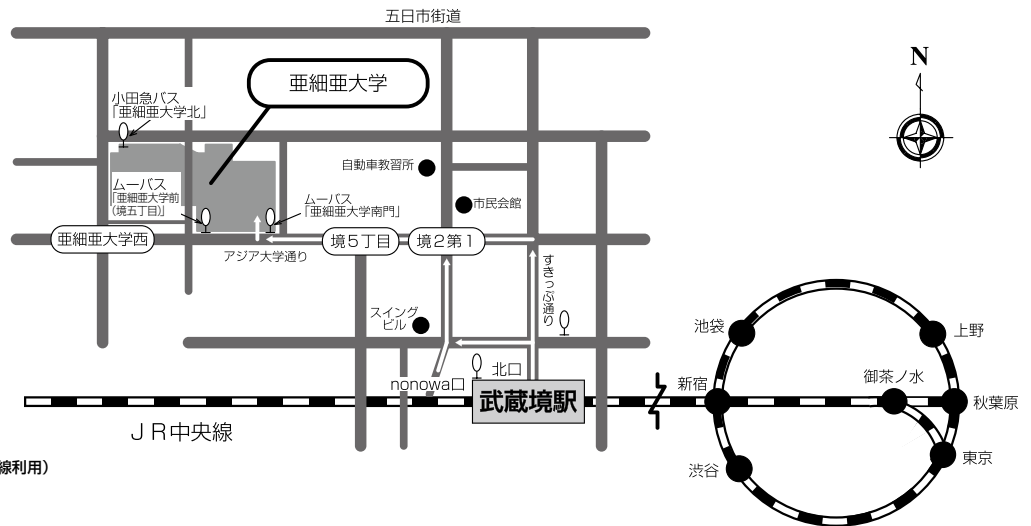 五日市街道
N
亜細亜大学
小田急バス
「亜細亜大学北」
自動車教習所
ムーバス
「亜細亜大学前
(境五丁目)」
ムーバス
「亜細亜大学南門」
市民会館
亜細亜大学西
境5丁目
境2第1
アジア大学通り
すきっぷ通り
スイング
ビル
池袋
上野
北口
nonowa口
新宿
御茶ノ水
武蔵境駅
秋葉原
JR中央線
渋谷
東京
線利用)